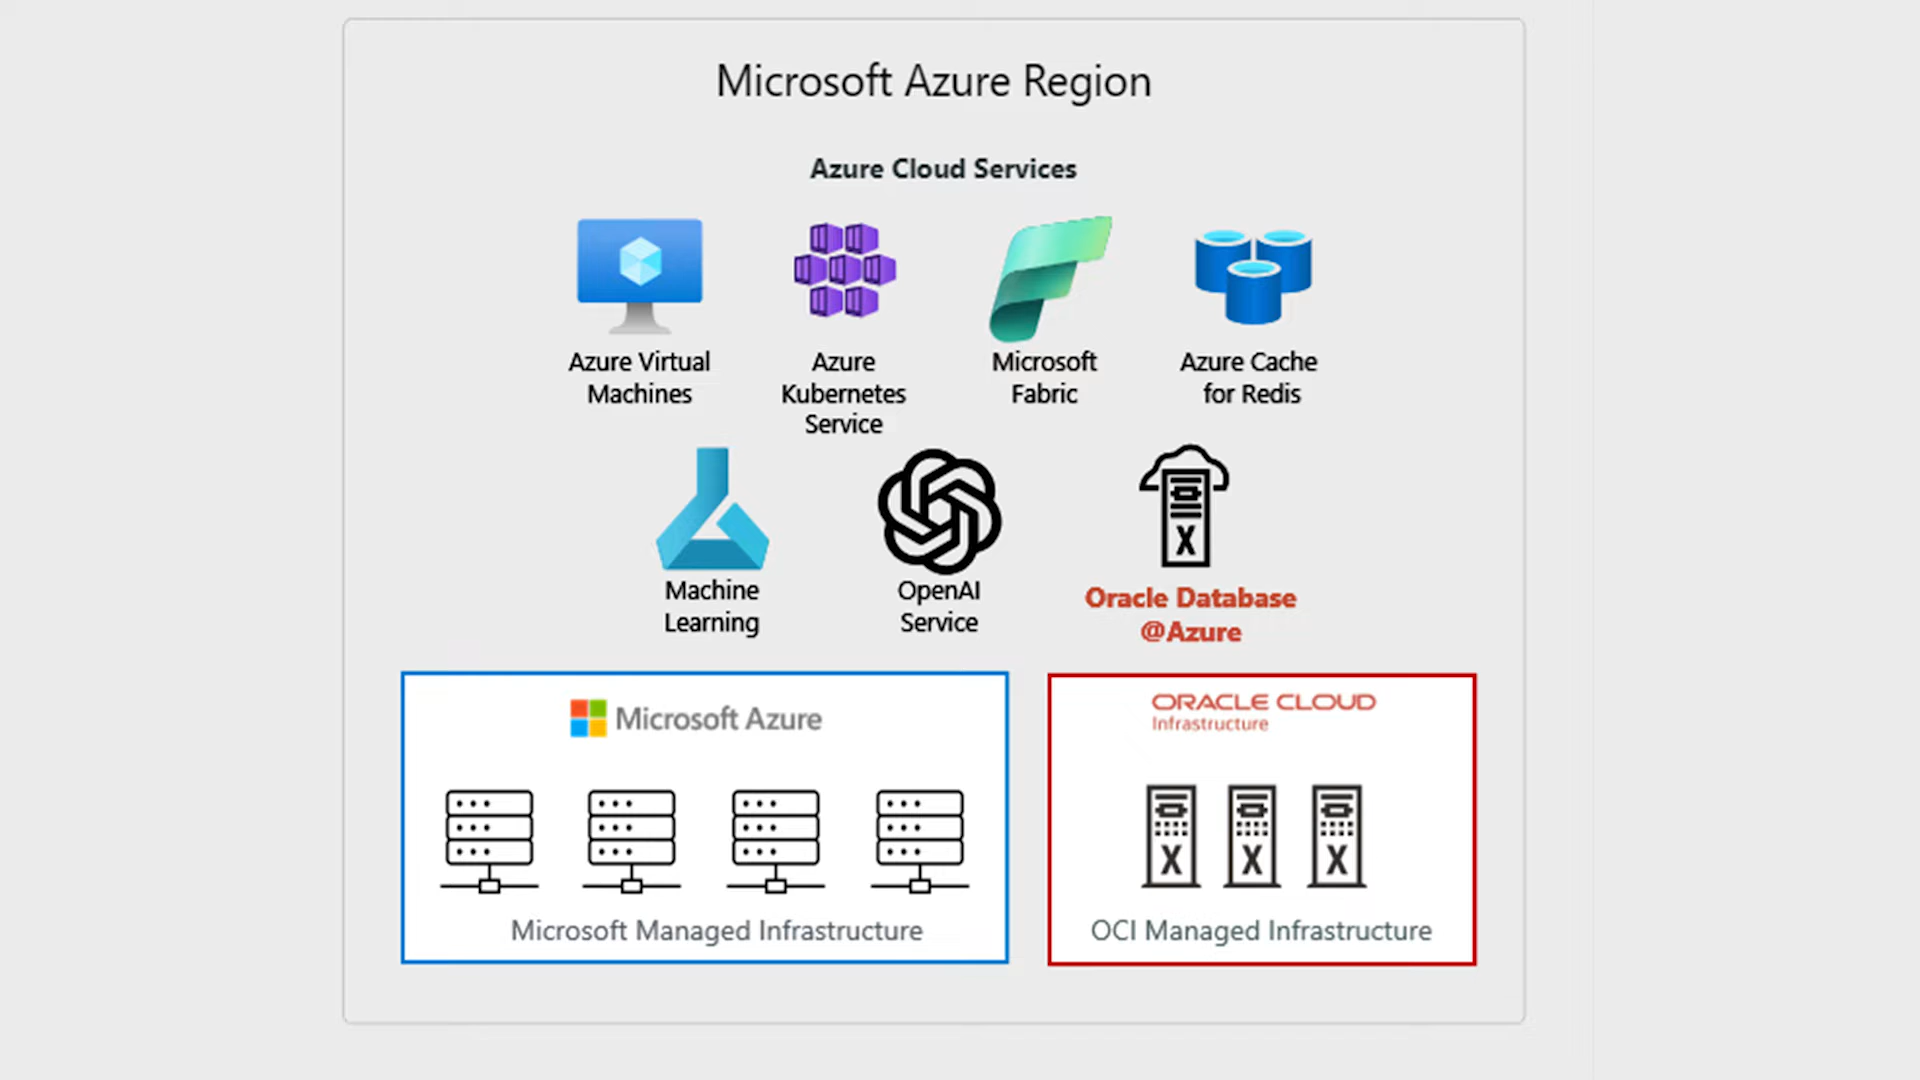 Microsoft Azure Region
Azure Cloud Services
Azure Virtual
Machines
Azure
Kubernetes
Service
Microsoft
Fabric
Azure Cache
for Redis
Machine
Learning
OpenAI
Service
X
Oracle Database
@Azure
Microsoft Azure
Microsoft Managed Infrastructure
ORACLE CLOUD
Infrastructure
X X X
OCI Managed Infrastructure